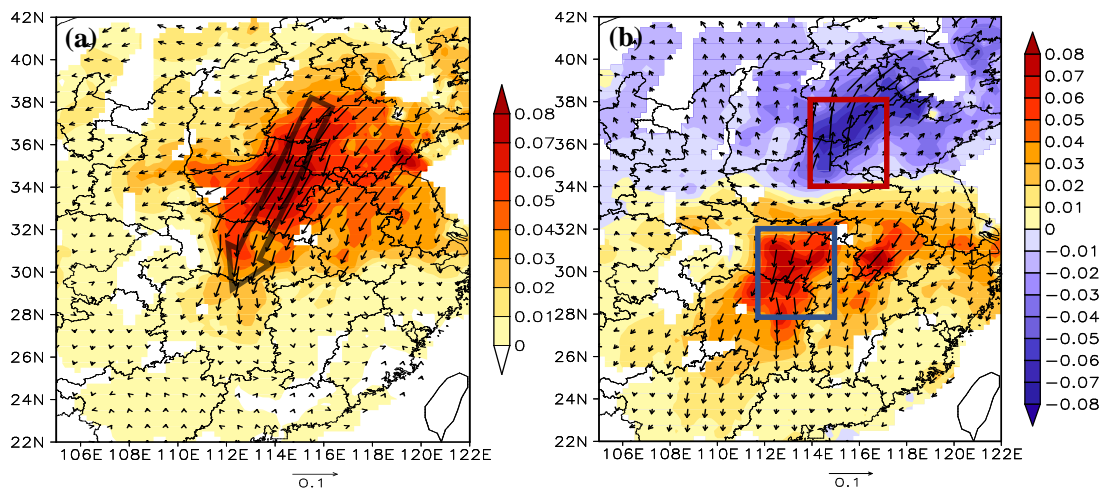 (a)
42N
40N
38N
36N
34N
32N
30N
28N
26N
24N
22N
106E 108E 110E 112E 114E 116E 118E 120E 122E
0.1
0.08
0.07
0.06
0.05
0.04
0.03
0.02
0.01
0
(b)
42N
40N
38N
36N
34N
32N
30N
28N
26N
24N
22N
106E 108E 110E 112E 114E 116E 118E 120E 122E
0.1
0.08
0.07
0.06
0.05
0.04
0.03
0.02
0.01
0
−0.01
−0.02
−0.03
−0.04
−0.05
−0.06
−0.07
−0.08